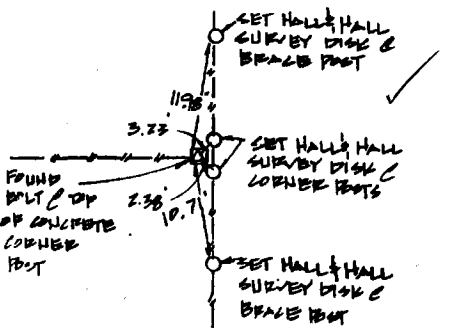 SET HALL & HALL
SURVEY DISK @
BRACE POST
11.98'
3.23'
SET HALL & HALL
SURVEY DISK @
CORNER POSTS
FOUND
BOLT @ TOP
OF CONCRETE
CORNER
POST
2.38'
10.7'
SET HALL & HALL
SURVEY DISK @
BRACE POST